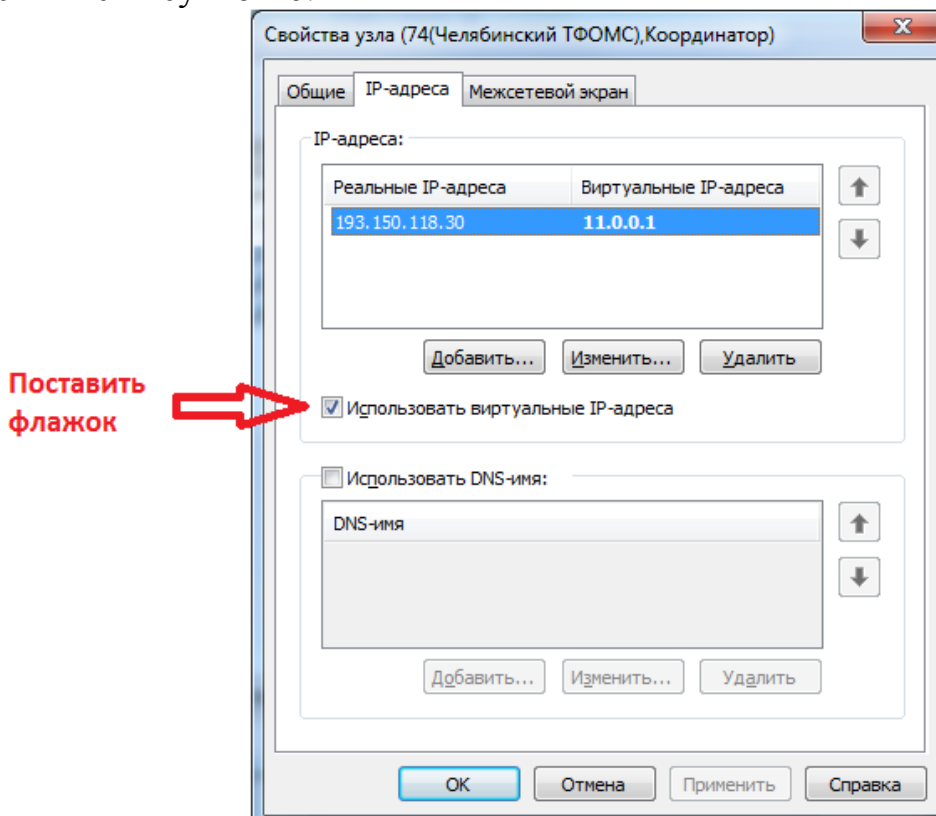 Свойства узла (74(Челябинский ТФОМС),Координатор)
Общие IP-адреса Межсетевой экран
IP-адреса:
Реальные IP-адреса Виртуальные IP-адреса
193.150.118.30 11.0.0.1
Добавить... Изменить... Удалить
Поставить
флажок
Использовать виртуальные IP-адреса
Использовать DNS-имя:
DNS-имя
Добавить... Изменить... Удалить
OK Отмена Применить Справка